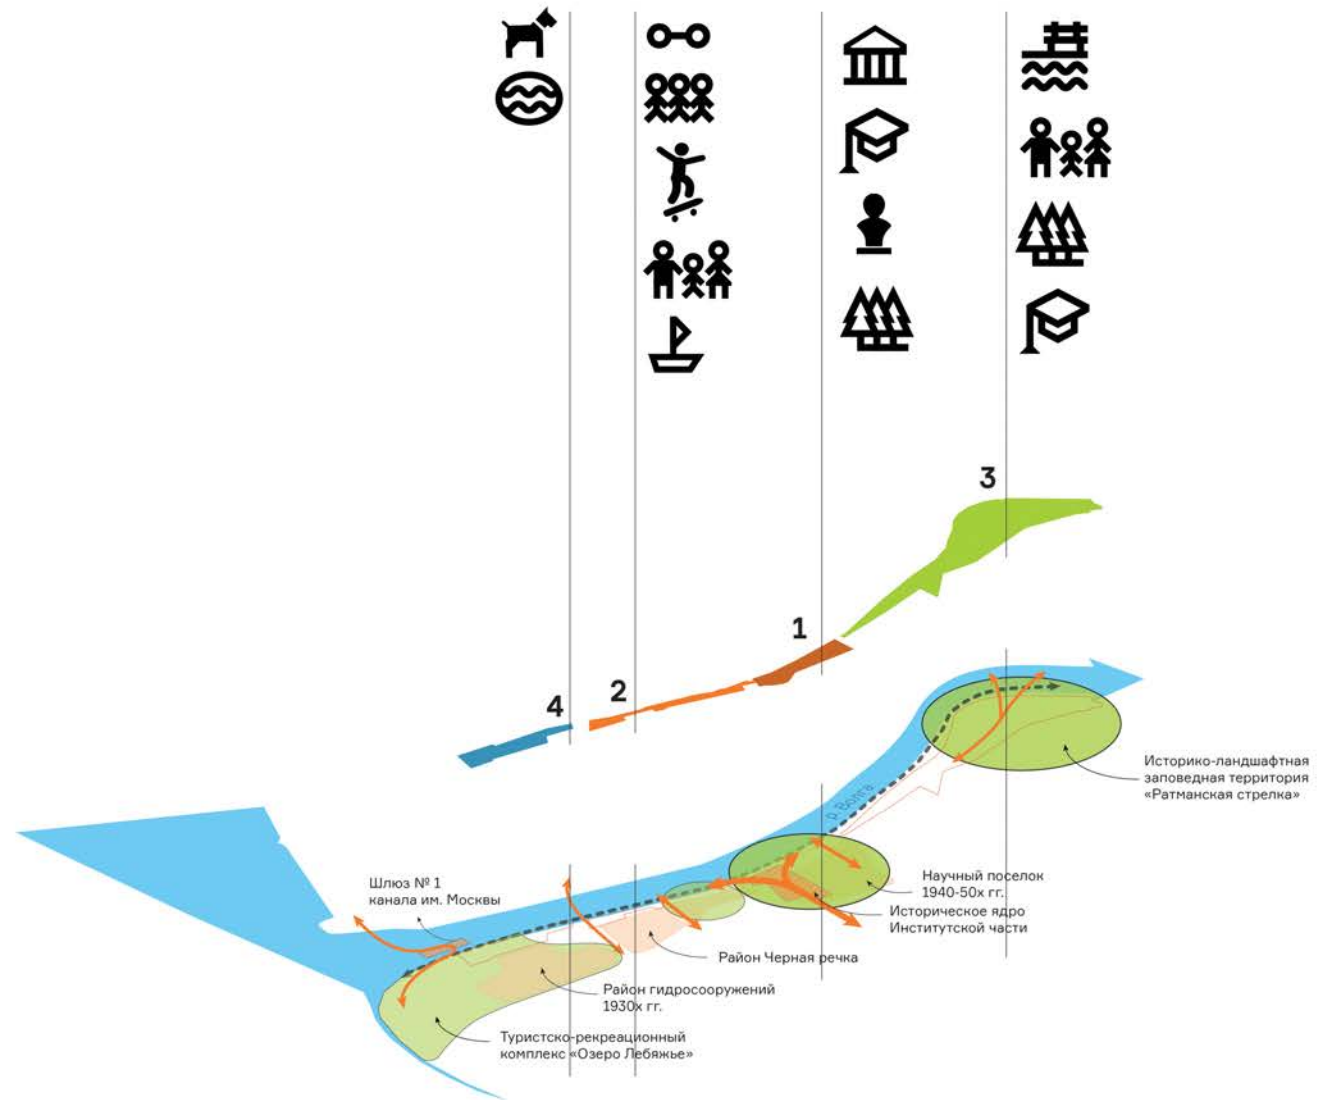 3
1
2
4
р. Волга
Историко-ландшафтная
заповедная территория
«Ратманская стрелка»
Шлюз № 1
канала им. Москвы
Научный поселок
1940-50х гг.
Историческое ядро
Институтской части
Район Черная речка
Район гидросооружений
1930х гг.
Туристско-рекреационный
комплекс «Озеро Лебяжье»